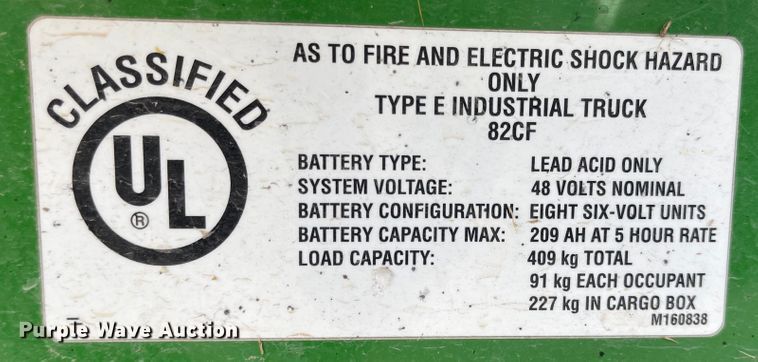 CLASSIFIED
UL
®
AS TO FIRE AND ELECTRIC SHOCK HAZARD
ONLY
TYPE E INDUSTRIAL TRUCK
82CF
BATTERY TYPE: LEAD ACID ONLY
SYSTEM VOLTAGE: 48 VOLTS NOMINAL
BATTERY CONFIGURATION: EIGHT SIX-VOLT UNITS
BATTERY CAPACITY MAX: 209 AH AT 5 HOUR RATE
LOAD CAPACITY: 409 kg TOTAL
91 kg EACH OCCUPANT
227 kg IN CARGO BOX
M160838
Purple Wave Auction